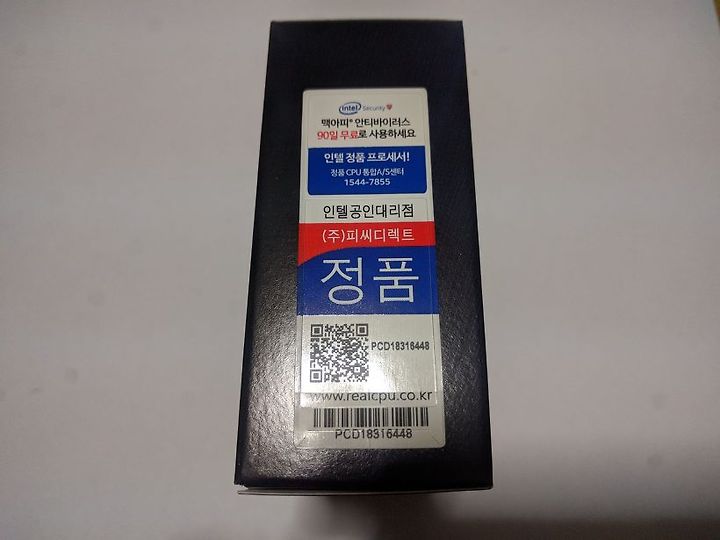 intel Security
맥아피® 안티바이러스
90일 무료로 사용하세요
인텔 정품 프로세서!
정품 CPU 통합A/S센터
1544-7855
인텔공인대리점
(주)피씨디렉트
정품
PCD18316448
www.realcpu.co.kr
PCD18316448